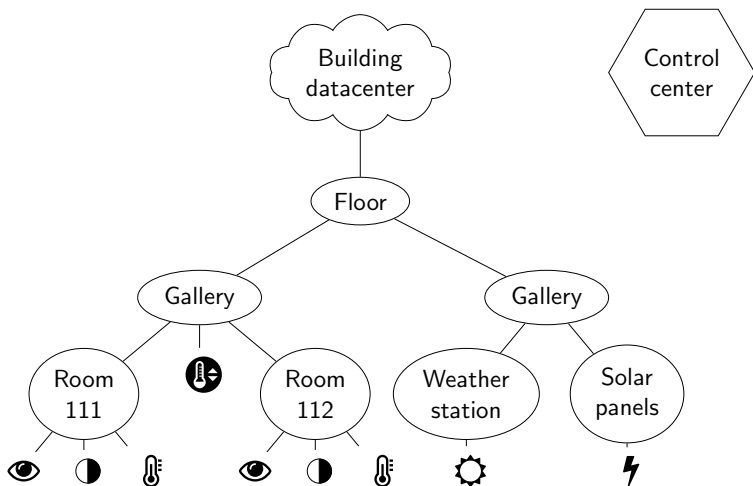 Building
datacenter
Control
center
Floor
Gallery
Gallery
Room
111
Room
112
Weather
station
Solar
panels